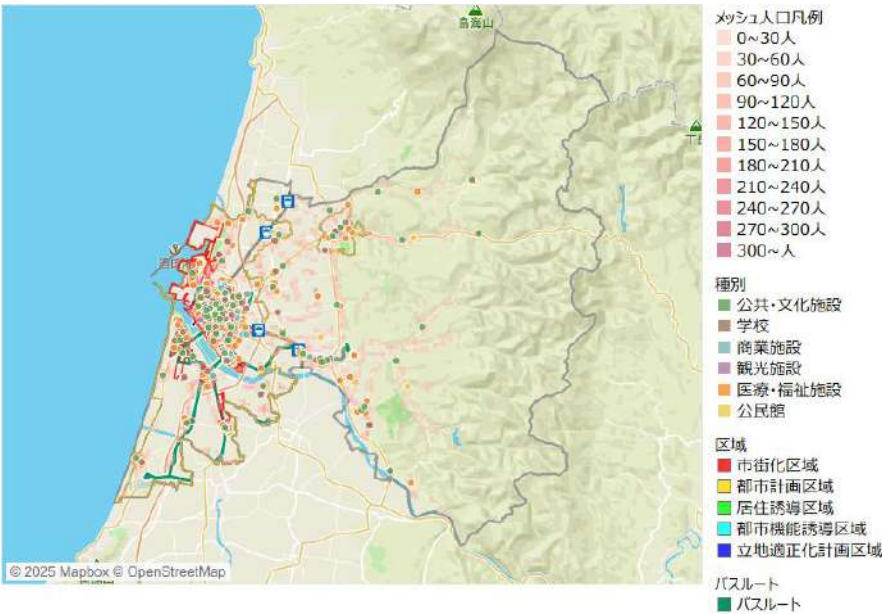 鳥海山
メッシュ人口凡例
0~30人
30~60人
60~90人
90~120人
120~150人
150~180人
180~210人
210~240人
240~270人
270~300人
300~人
種別
公共・文化施設
学校
商業施設
観光施設
医療・福祉施設
公民館
区域
市街化区域
都市計画区域
居住誘導区域
都市機能誘導区域
立地適正化計画区域
バスルート
バスルート
© 2025 Mapbox © OpenStreetMap